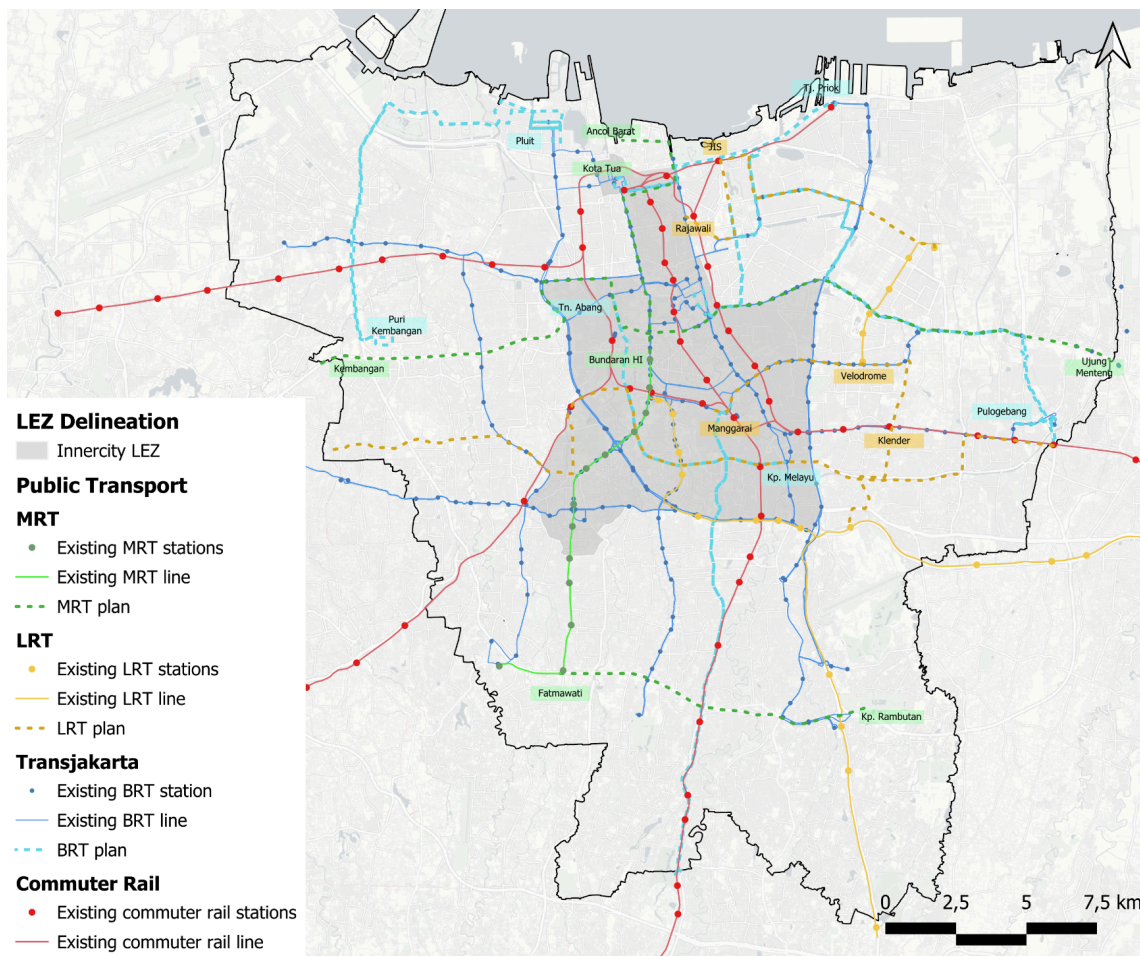 Tj. Priok
Ancol Barat
Pluit
JIS
Kota Tua
Rajawali
Tn. Abang
Puri
Kembangan
Bundaran HI
Kembangan
Velodrome
Ujung
Menteng
Pulogebang
Manggarai
Klender
Kp. Melayu
Fatmawati
Kp. Rambutan
LEZ Delineation
Innercity LEZ
Public Transport
MRT
Existing MRT stations
Existing MRT line
MRT plan
LRT
Existing LRT stations
Existing LRT line
LRT plan
Transjakarta
Existing BRT station
Existing BRT line
BRT plan
Commuter Rail
Existing commuter rail stations
Existing commuter rail line
0 2,5 5 7,5 km